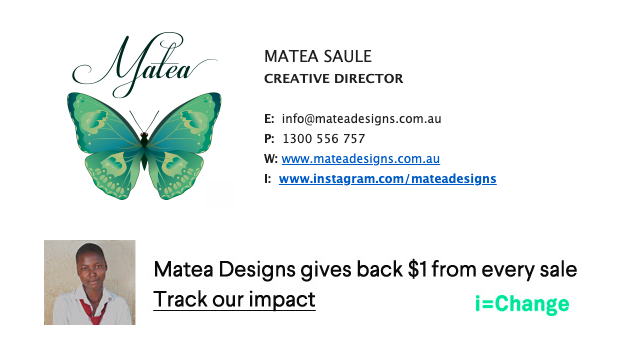 Matea
MATEA SAULE
CREATIVE DIRECTOR
E: info@mateadesigns.com.au
P: 1300 556 757
W: www.mateadesigns.com.au
I: www.instagram.com/mateadesigns
Matea Designs gives back $1 from every sale
Track our impact
i=Change